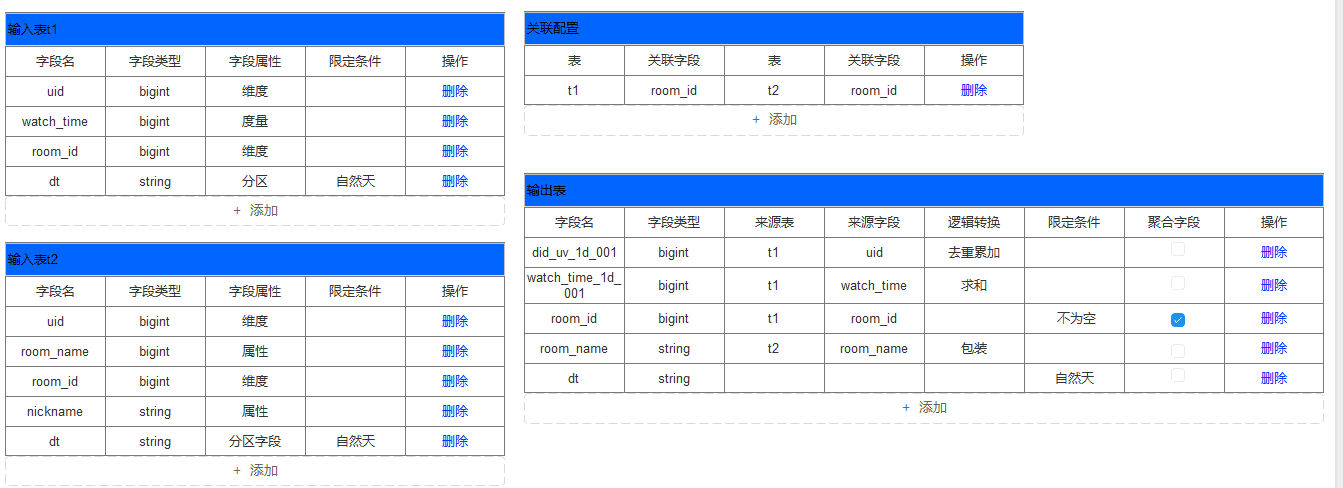 输入表t1
字段名 字段类型 字段属性 限定条件 操作
uid bigint 维度 删除
watch_time bigint 度量 删除
room_id bigint 维度 删除
dt string 分区 自然天 删除
+ 添加
输入表t2
字段名 字段类型 字段属性 限定条件 操作
uid bigint 维度 删除
room_name bigint 属性 删除
room_id bigint 维度 删除
nickname string 属性 删除
dt string 分区字段 自然天 删除
+ 添加
关联配置
表 关联字段 表 关联字段 操作
t1 room_id t2 room_id 删除
+ 添加
输出表
字段名 字段类型 来源表 来源字段 逻辑转换 限定条件 聚合字段 操作
did_uv_1d_001 bigint t1 uid 去重累加 删除
watch_time_1d_
001 bigint t1 watch_time 求和 删除
room_id bigint t1 room_id 不为空 删除
room_name string t2 room_name 包装 删除
dt string 自然天 删除
+ 添加